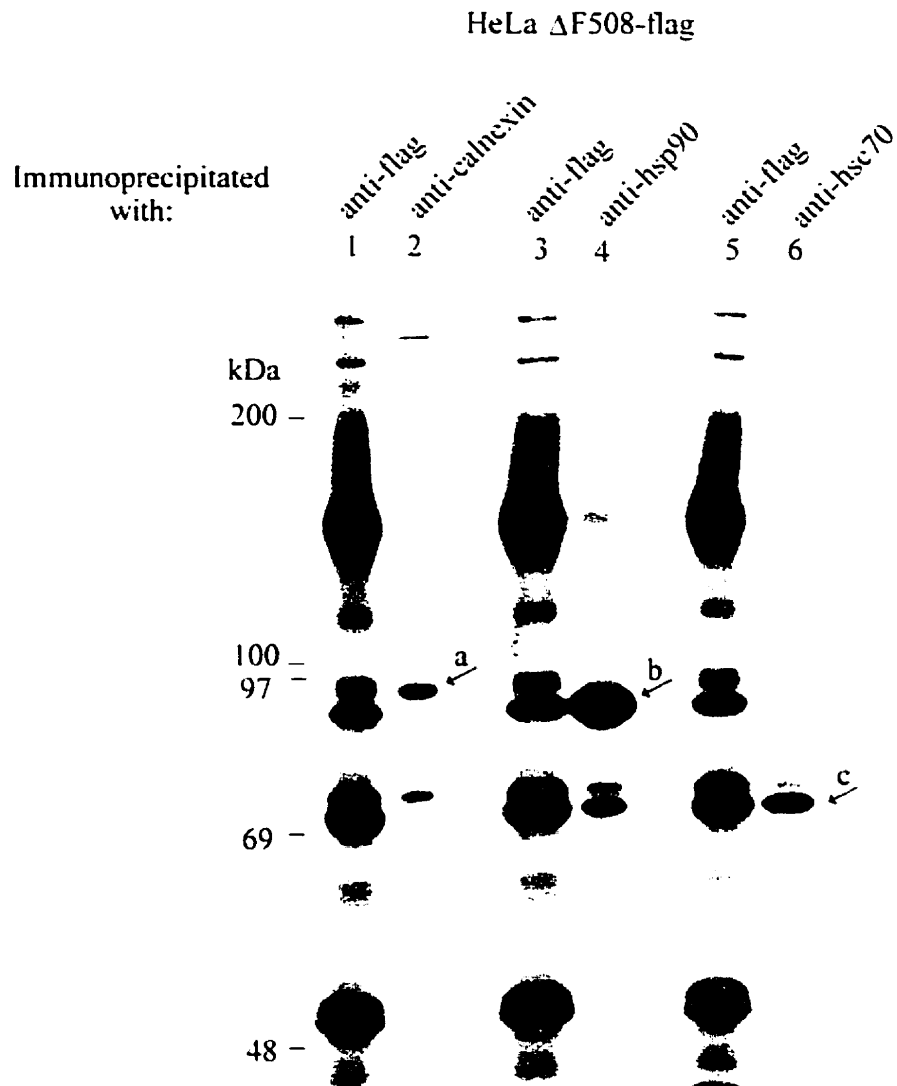 HeLa ΔF508-flag
Immunoprecipitated
with:
anti-flag
anti-calnexin
anti-flag
anti-hsp90
anti-flag
anti-hsc70
1 2 3 4 5 6
kDa
200
100
97
69
48
a
b
c